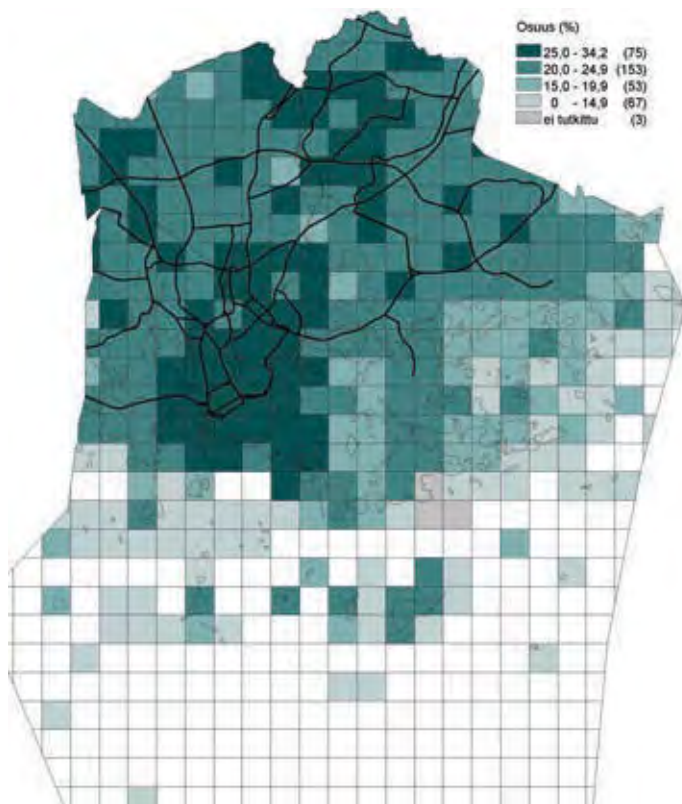 Osuus (%)
25,0 - 34,2 (75)
20,0 - 24,9 (153)
15,0 - 19,9 (53)
0 - 14,9 (67)
ei tutkittu (3)